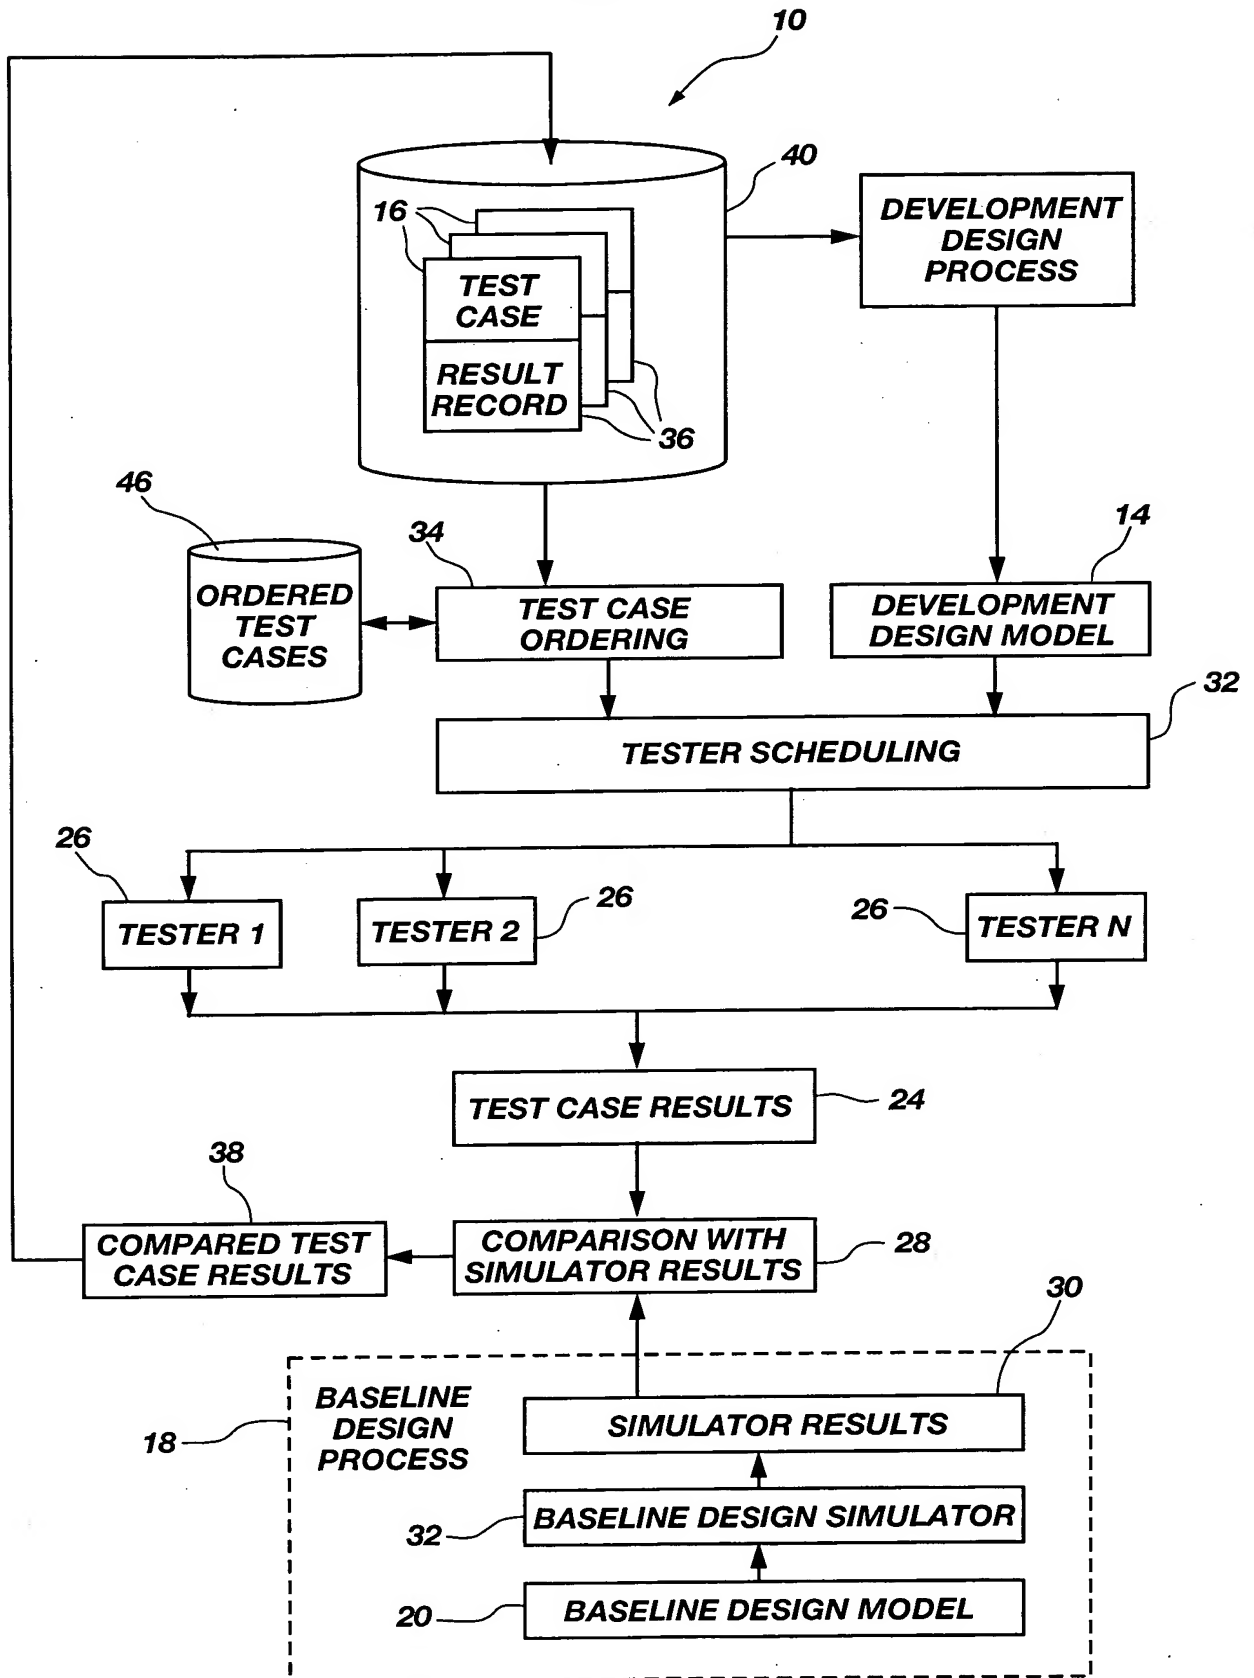 10
40
16
TEST
CASE
RESULT
RECORD
36
DEVELOPMENT
DESIGN
PROCESS
46
ORDERED
TEST
CASES
34
TEST CASE
ORDERING
14
DEVELOPMENT
DESIGN MODEL
32
TESTER SCHEDULING
26
TESTER 1
TESTER 2
26
26
TESTER N
TEST CASE RESULTS
24
38
COMPARED TEST
CASE RESULTS
COMPARISON WITH
SIMULATOR RESULTS
28
30
BASELINE
DESIGN
PROCESS
18
SIMULATOR RESULTS
32
BASELINE DESIGN SIMULATOR
20
BASELINE DESIGN MODEL